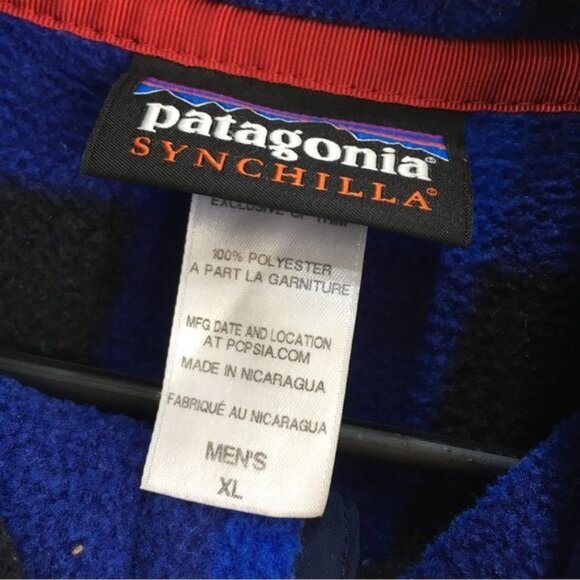 patagonia®
SYNCHILLA®
EXCLUSIVE OF TRIM
100% POLYESTER
A PART LA GARNITURE
MFG DATE AND LOCATION
AT PCPSIA.COM
MADE IN NICARAGUA
FABRIQUÉ AU NICARAGUA
MEN'S
XL